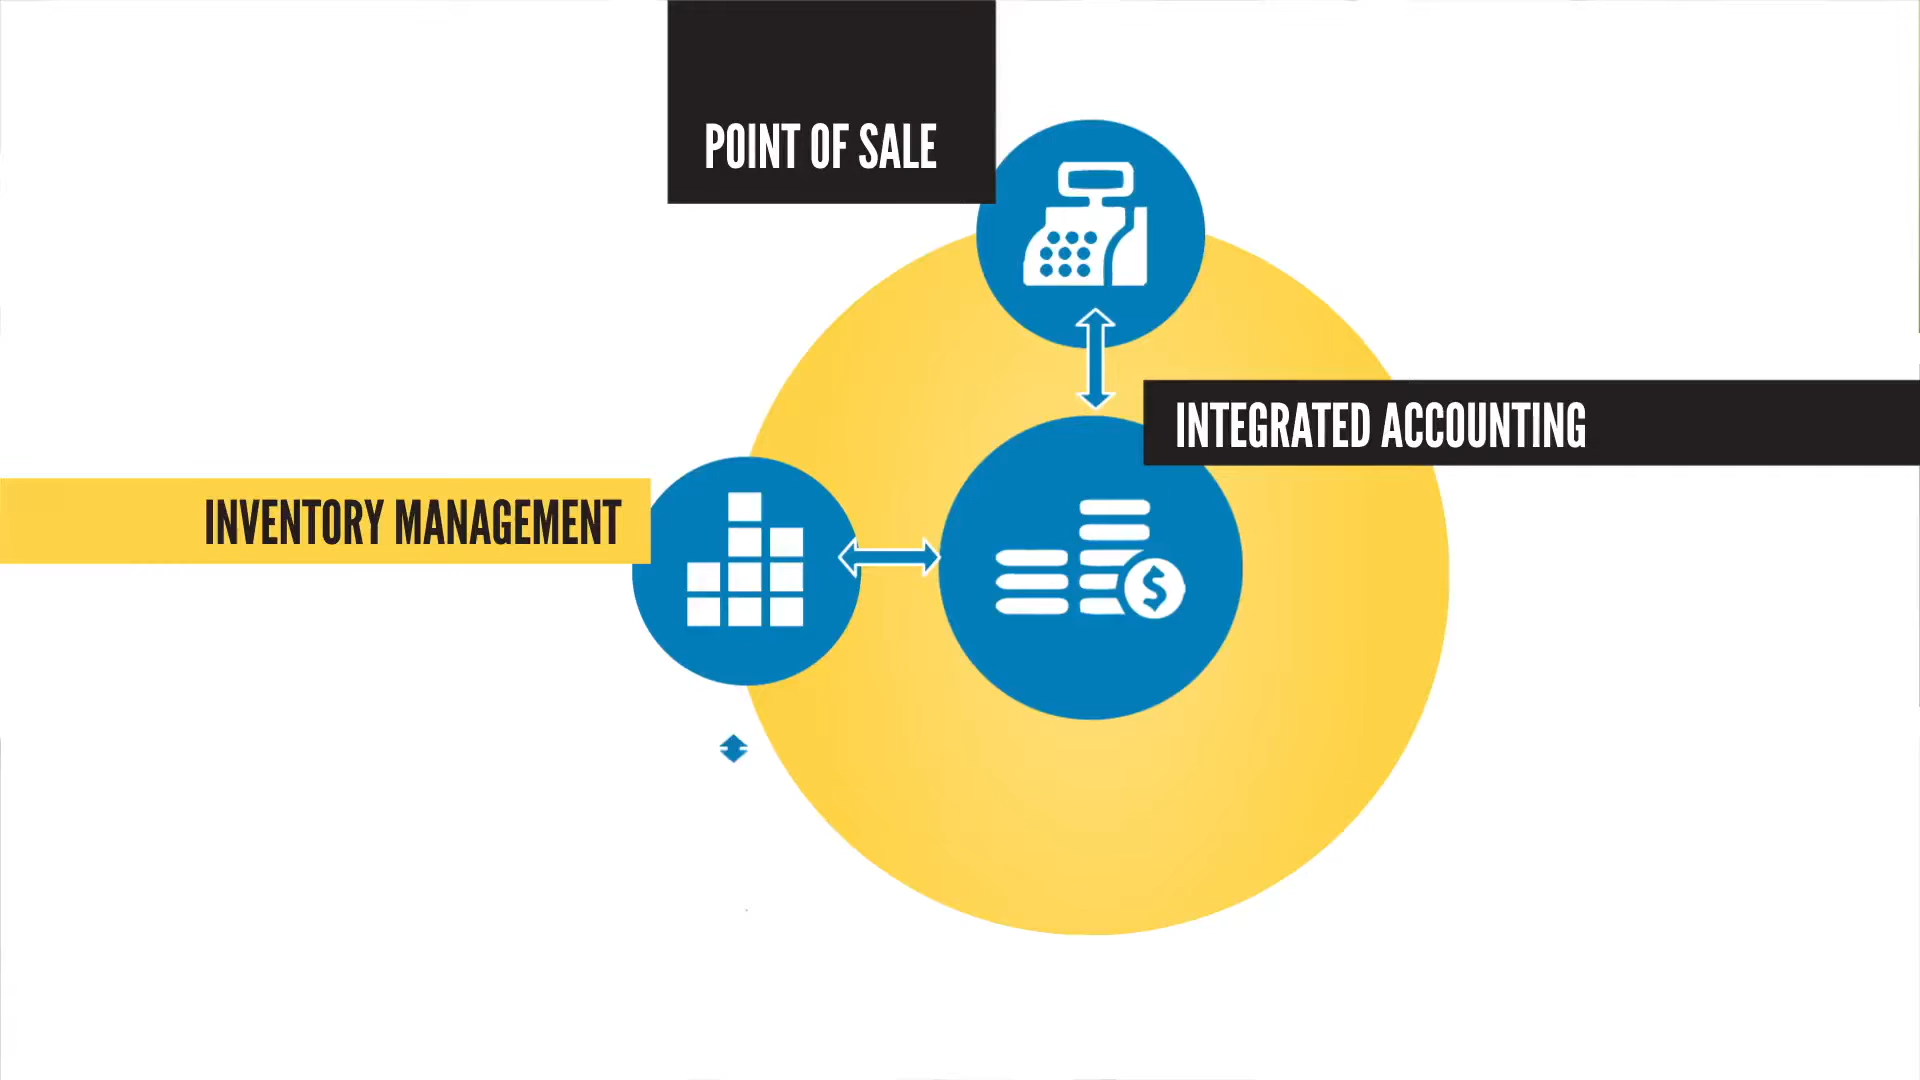 POINT OF SALE
INTEGRATED ACCOUNTING
INVENTORY MANAGEMENT
$